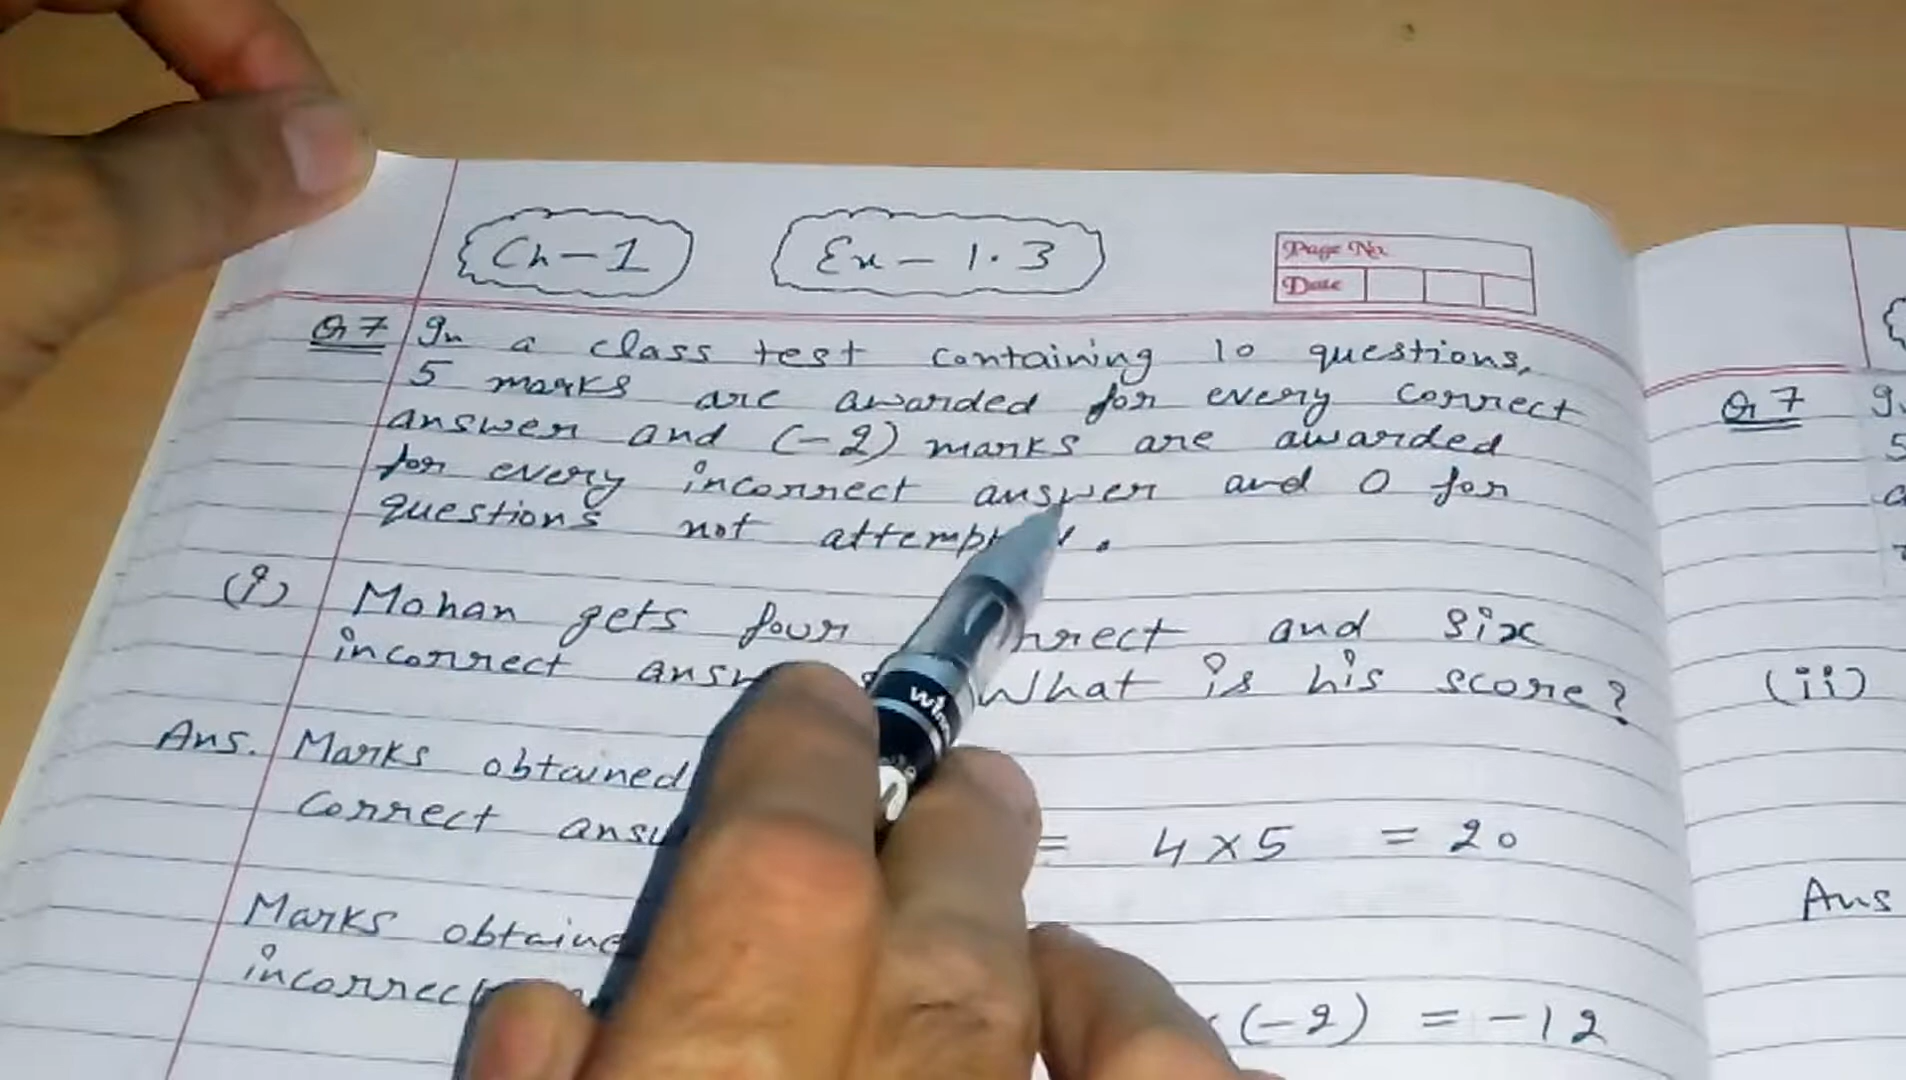 Ch-1
Ex-1.3
Page No.
Date
Q7 In a class test containing 10 questions,
5 marks are awarded for every correct
answer and (-2) marks are awarded
for every incorrect answer and 0 for
questions not
(i) Mohan gets four and six
incorrect What is his score?
Ans. Marks obtained
correct = 4×5 = 20
Marks
(-2) = -12
Q7
5
(ii)
Ans